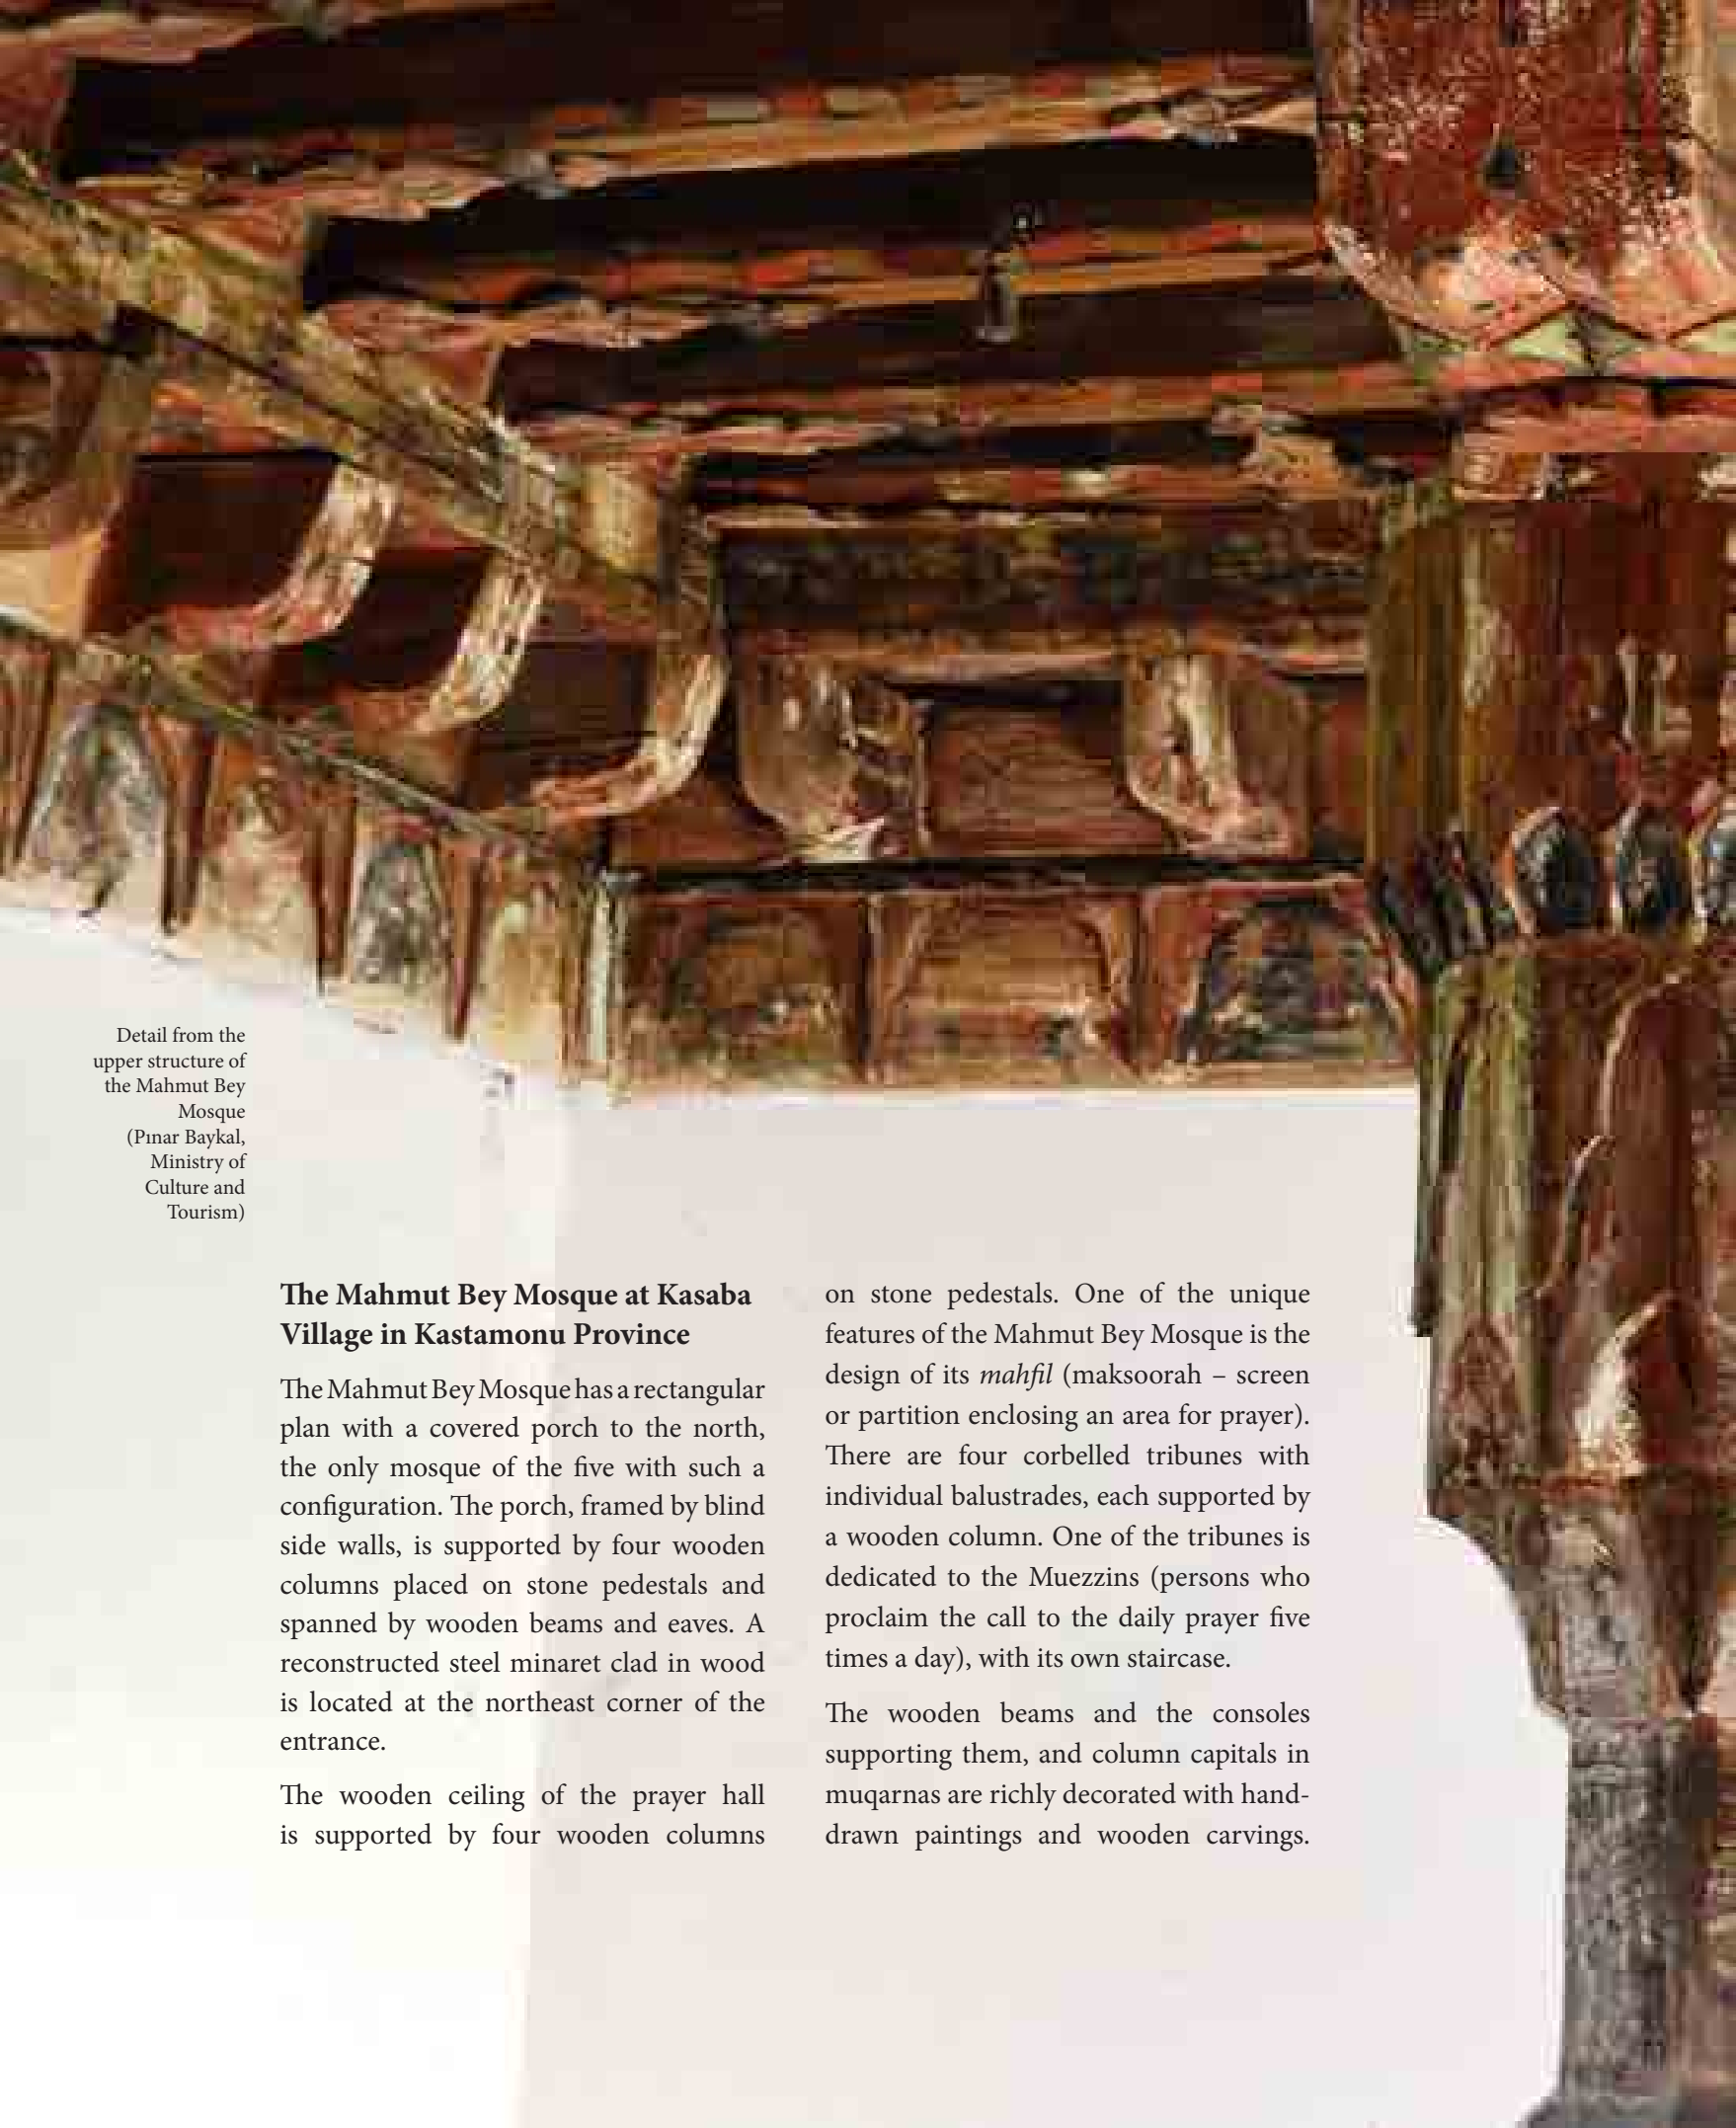 Detail from the
upper structure of
the Mahmut Bey
Mosque
(Pınar Baykal,
Ministry of
Culture and
Tourism)
The Mahmut Bey Mosque at Kasaba
Village in Kastamonu Province
The Mahmut Bey Mosque has a rectangular
plan with a covered porch to the north,
the only mosque of the five with such a
configuration. The porch, framed by blind
side walls, is supported by four wooden
columns placed on stone pedestals and
spanned by wooden beams and eaves. A
reconstructed steel minaret clad in wood
is located at the northeast corner of the
entrance.
The wooden ceiling of the prayer hall
is supported by four wooden columns
on stone pedestals. One of the unique
features of the Mahmut Bey Mosque is the
design of its mahfil (maksoorah – screen
or partition enclosing an area for prayer).
There are four corbelled tribunes with
individual balustrades, each supported by
a wooden column. One of the tribunes is
dedicated to the Muezzins (persons who
proclaim the call to the daily prayer five
times a day), with its own staircase.
The wooden beams and the consoles
supporting them, and column capitals in
muqarnas are richly decorated with hand-
drawn paintings and wooden carvings.